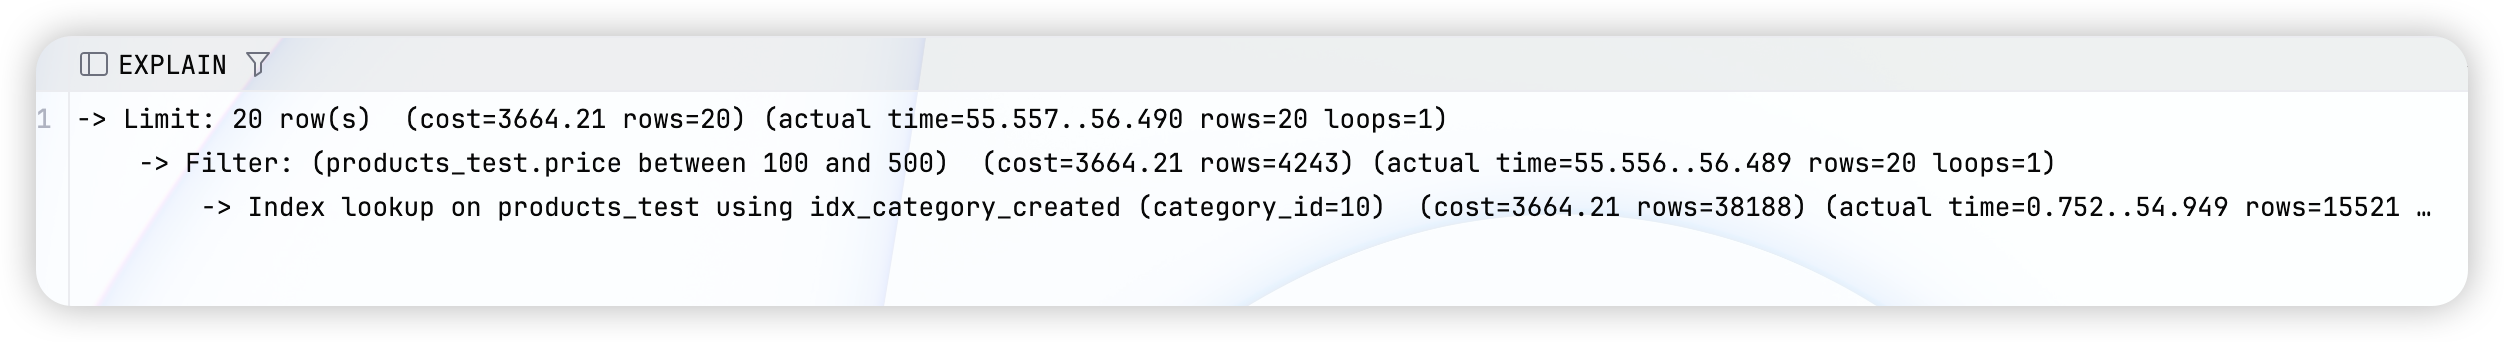 EXPLAIN
1 -> Limit: 20 row(s)  (cost=3664.21 rows=20) (actual time=55.557..56.490 rows=20 loops=1)
    -> Filter: (products_test.price between 100 and 500)  (cost=3664.21 rows=4243) (actual time=55.556..56.489 rows=20 loops=1)
        -> Index lookup on products_test using idx_category_created (category_id=10)  (cost=3664.21 rows=38188) (actual time=0.752..54.949 rows=15521 …